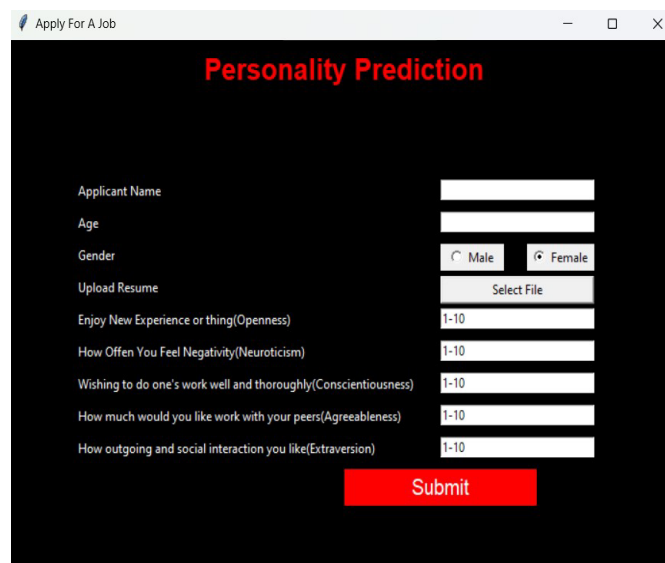 Apply For A Job
Personality Prediction
Applicant Name
Age
Gender Male Female
Upload Resume Select File
Enjoy New Experience or thing(Openness) 1-10
How Offen You Feel Negativity(Neuroticism) 1-10
Wishing to do one's work well and thoroughly(Conscientiousness) 1-10
How much would you like work with your peers(Agreeableness) 1-10
How outgoing and social interaction you like(Extraversion) 1-10
Submit